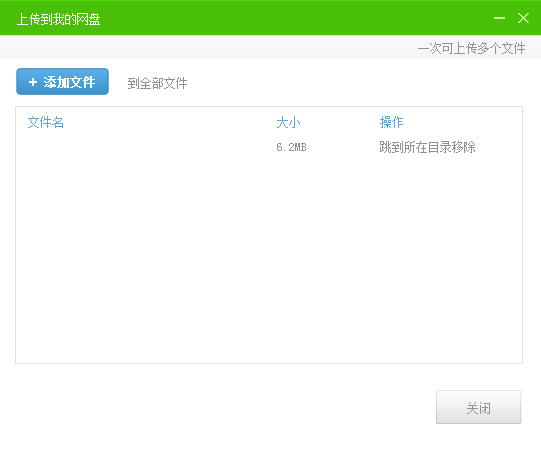 上传到我的网盘
一次可上传多个文件
+ 添加文件 到全部文件
文件名 大小 操作
6.2MB 跳到所在目录移除
关闭